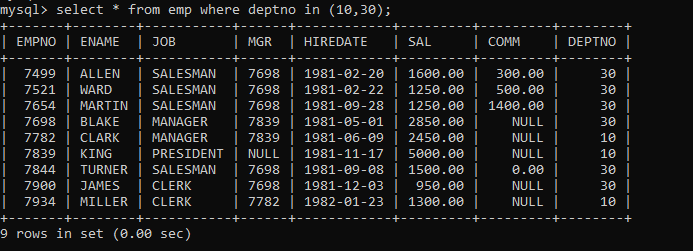 mysql> select * from emp where deptno in (10,30);
+-------+--------+-----------+------+------------+---------+---------+--------+
| EMPNO | ENAME  | JOB       | MGR  | HIREDATE   | SAL     | COMM    | DEPTNO |
+-------+--------+-----------+------+------------+---------+---------+--------+
|  7499 | ALLEN  | SALESMAN  | 7698 | 1981-02-20 | 1600.00 |  300.00 |     30 |
|  7521 | WARD   | SALESMAN  | 7698 | 1981-02-22 | 1250.00 |  500.00 |     30 |
|  7654 | MARTIN | SALESMAN  | 7698 | 1981-09-28 | 1250.00 | 1400.00 |     30 |
|  7698 | BLAKE  | MANAGER   | 7839 | 1981-05-01 | 2850.00 |    NULL |     30 |
|  7782 | CLARK  | MANAGER   | 7839 | 1981-06-09 | 2450.00 |    NULL |     10 |
|  7839 | KING   | PRESIDENT | NULL | 1981-11-17 | 5000.00 |    NULL |     10 |
|  7844 | TURNER | SALESMAN  | 7698 | 1981-09-08 | 1500.00 |    0.00 |     30 |
|  7900 | JAMES  | CLERK     | 7698 | 1981-12-03 |  950.00 |    NULL |     30 |
|  7934 | MILLER | CLERK     | 7782 | 1982-01-23 | 1300.00 |    NULL |     10 |
+-------+--------+-----------+------+------------+---------+---------+--------+
9 rows in set (0.00 sec)